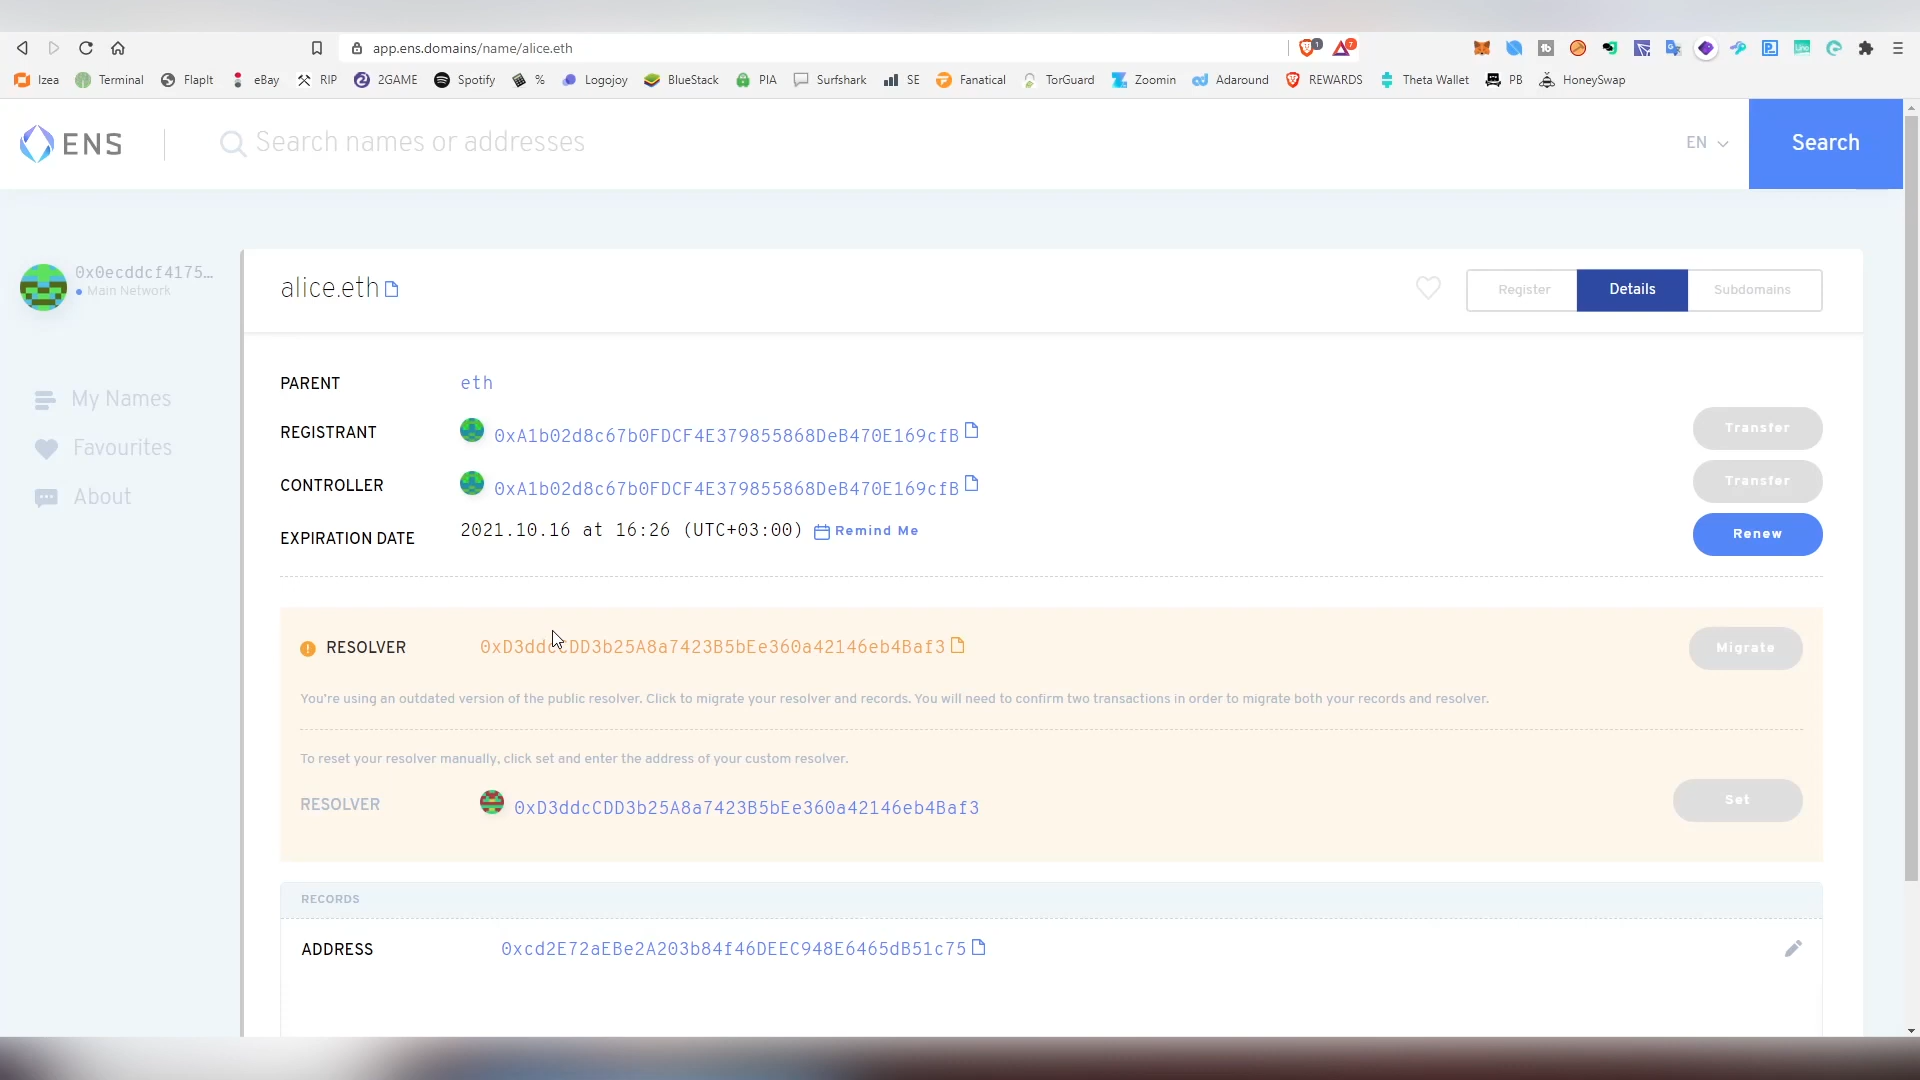 app.ens.domains/name/alice.eth
1
7
Izea
Terminal
FlapIt
eBay
RIP
2GAME
Spotify
%
Logojoy
BlueStack
PIA
Surfshark
SE
Fanatical
TorGuard
Zoomin
Adaround
REWARDS
Theta Wallet
PB
HoneySwap
ENS
Search names or addresses
EN
Search
0x0ecddcf4175...
Main Network
My Names
Favourites
About
alice.eth
Register
Details
Subdomains
PARENT
eth
REGISTRANT
0xA1b02d8c67b0FDCF4E379855868DeB470E169cfB
Transfer
CONTROLLER
0xA1b02d8c67b0FDCF4E379855868DeB470E169cfB
Transfer
EXPIRATION DATE
2021.10.16 at 16:26 (UTC+03:00)
Remind Me
Renew
RESOLVER
0xD3ddcCDD3b25A8a7423B5bEe360a42146eb4Baf3
Migrate
You're using an outdated version of the public resolver. Click to migrate your resolver and records. You will need to confirm two transactions in order to migrate both your records and resolver.
To reset your resolver manually, click set and enter the address of your custom resolver.
RESOLVER
0xD3ddcCDD3b25A8a7423B5bEe360a42146eb4Baf3
Set
RECORDS
ADDRESS
0xcd2E72aEBe2A203b84f46DEEC948E6465dB51c75